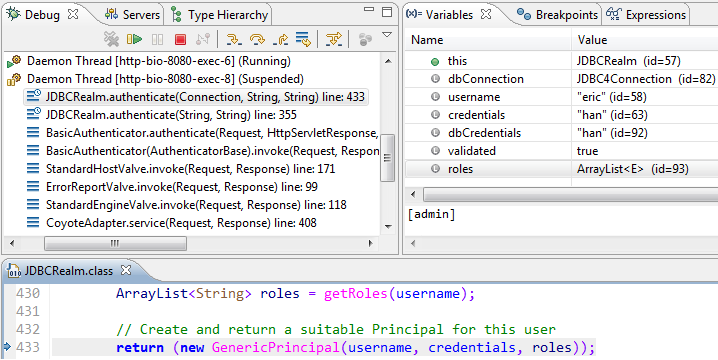 Debug Servers Type Hierarchy
Daemon Thread [http-bio-8080-exec-6] (Running)
Daemon Thread [http-bio-8080-exec-8] (Suspended)
JDBCRealm.authenticate(Connection, String, String) line: 433
JDBCRealm.authenticate(String, String) line: 355
BasicAuthenticator.authenticate(Request, HttpServletResponse,
BasicAuthenticator(AuthenticatorBase).invoke(Request, Respon
StandardHostValve.invoke(Request, Response) line: 171
ErrorReportValve.invoke(Request, Response) line: 99
StandardEngineValve.invoke(Request, Response) line: 118
CoyoteAdapter.service(Request, Response) line: 408
Variables Breakpoints Expressions
Name Value
this JDBCRealm (id=57)
dbConnection JDBC4Connection (id=82)
username "eric" (id=58)
credentials "han" (id=63)
dbCredentials "han" (id=92)
validated true
roles ArrayList<E> (id=93)
[admin]
JDBCRealm.class
430 ArrayList<String> roles = getRoles(username);
431
432 // Create and return a suitable Principal for this user
433 return (new GenericPrincipal(username, credentials, roles));